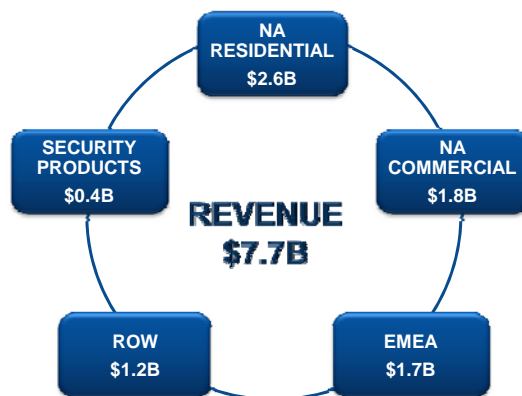 NA
RESIDENTIAL
$2.6B
SECURITY
PRODUCTS
$0.4B
NA
COMMERCIAL
$1.8B
REVENUE
$7.7B
ROW
$1.2B
EMEA
$1.7B